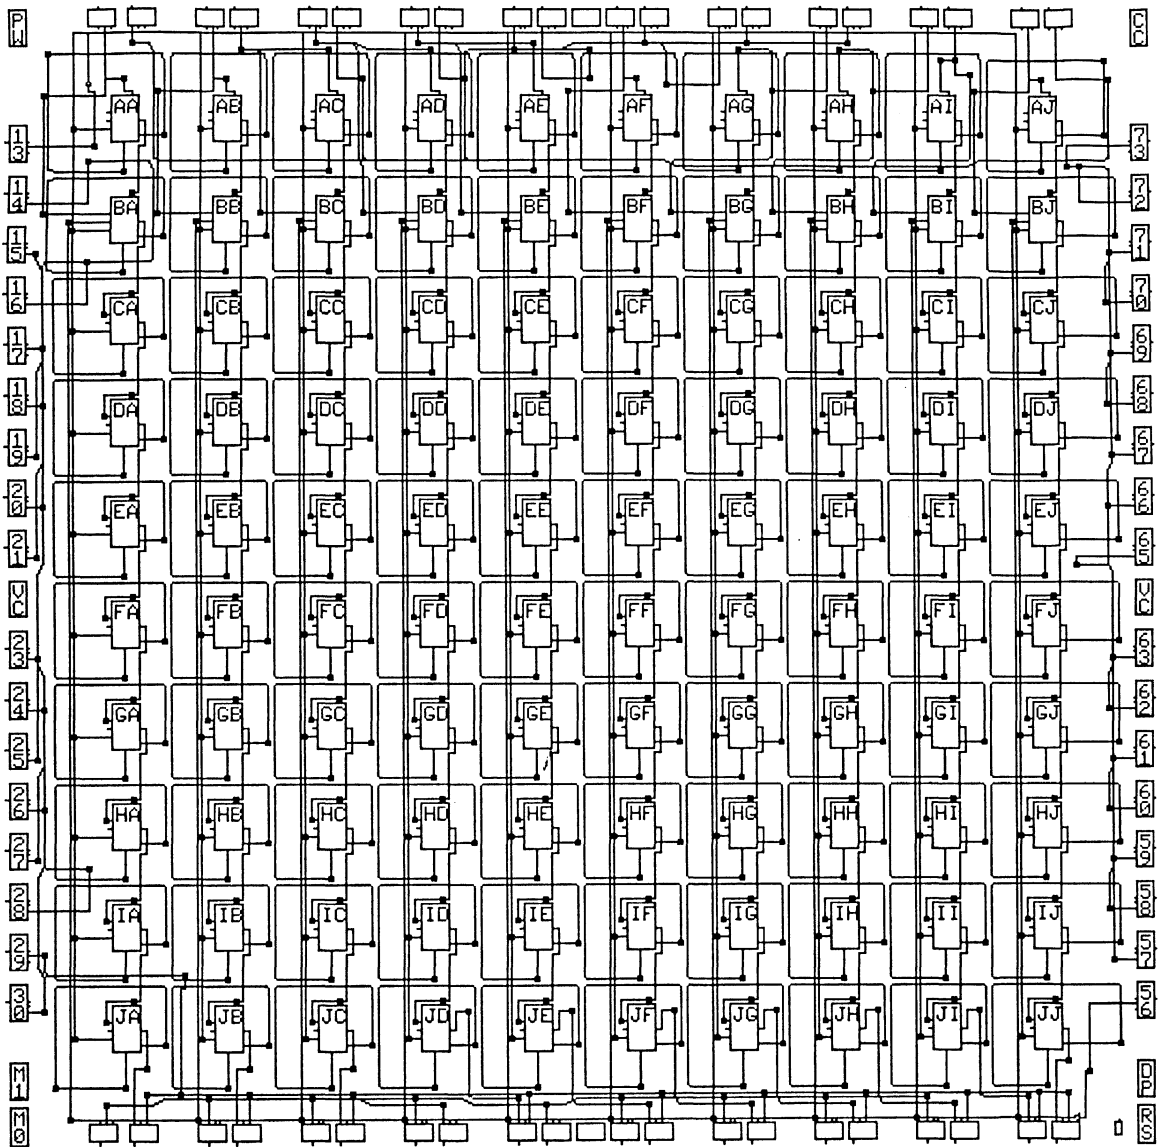 PW CC
AA AB AC AD AE AF AG AH AI AJ
13 73
14 72
BA BB BC BD BE BF BG BH BI BJ
15 71
16 70
CA CB CC CD CE CF CG CH CI CJ
17 69
18 68
DA DB DC DD DE DF DG DH DI DJ
19 67
20 66
EA EB EC ED EE EF EG EH EI EJ
21 65
VC VC
FA FB FC FD FE FF FG FH FI FJ
23 63
24 62
GA GB GC GD GE GF GG GH GI GJ
25 61
26 60
HA HB HC HD HE HF HG HH HI HJ
27 59
28 58
IA IB IC ID IE IF IG IH II IJ
29 57
30 56
JA JB JC JD JE JF JG JH JI JJ
M1 DP
M0 RS